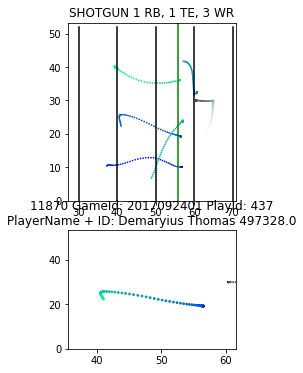 SHOTGUN 1 RB, 1 TE, 3 WR
50
40
30
20
10
0
30 40 50 60 70
11870 GameId: 2017092401 PlayId: 437
PlayerName + ID: Demaryius Thomas 497328.0
40
20
0
40 50 60